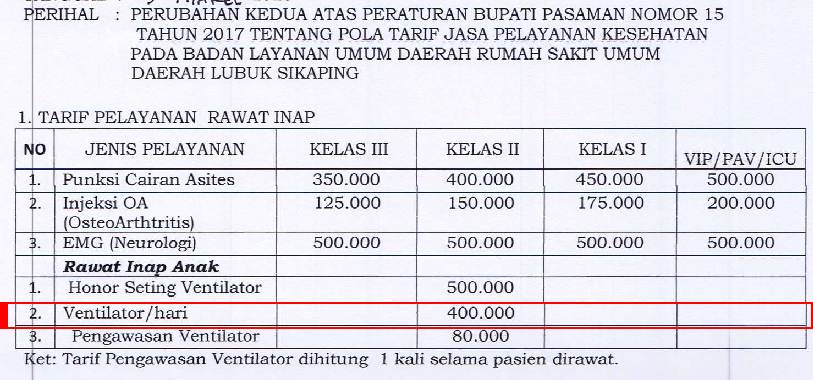 PERIHAL : PERUBAHAN KEDUA ATAS PERATURAN BUPATI PASAMAN NOMOR 15
TAHUN 2017 TENTANG POLA TARIF JASA PELAYANAN KESEHATAN
PADA BADAN LAYANAN UMUM DAERAH RUMAH SAKIT UMUM
DAERAH LUBUK SIKAPING
1. TARIF PELAYANAN RAWAT INAP
NO JENIS PELAYANAN KELAS III KELAS II KELAS I VIP/PAV/ICU
1. Punksi Cairan Asites 350.000 400.000 450.000 500.000
2. Injeksi OA 125.000 150.000 175.000 200.000
(OsteoArthtritis)
3. EMG (Neurologi) 500.000 500.000 500.000 500.000
Rawat Inap Anak
1. Honor Seting Ventilator 500.000
2. Ventilator/hari 400.000
3. Pengawasan Ventilator 80.000
Ket: Tarif Pengawasan Ventilator dihitung 1 kali selama pasien dirawat.